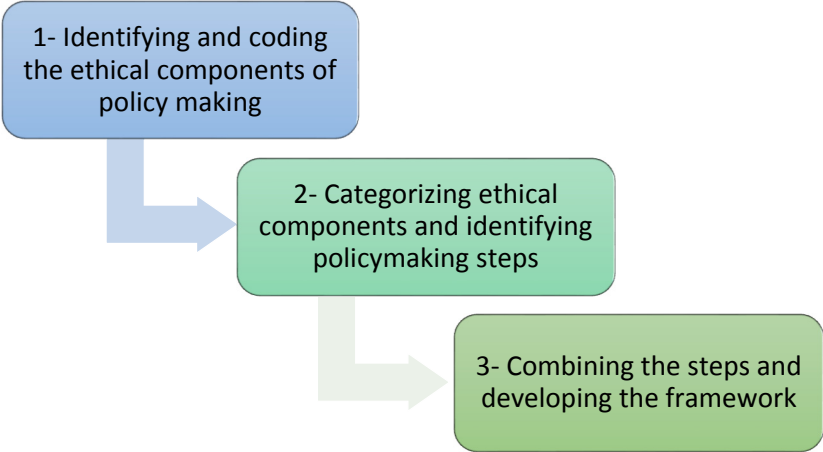 1- Identifying and coding
the ethical components of
policy making
2- Categorizing ethical
components and identifying
policymaking steps
3- Combining the steps and
developing the framework